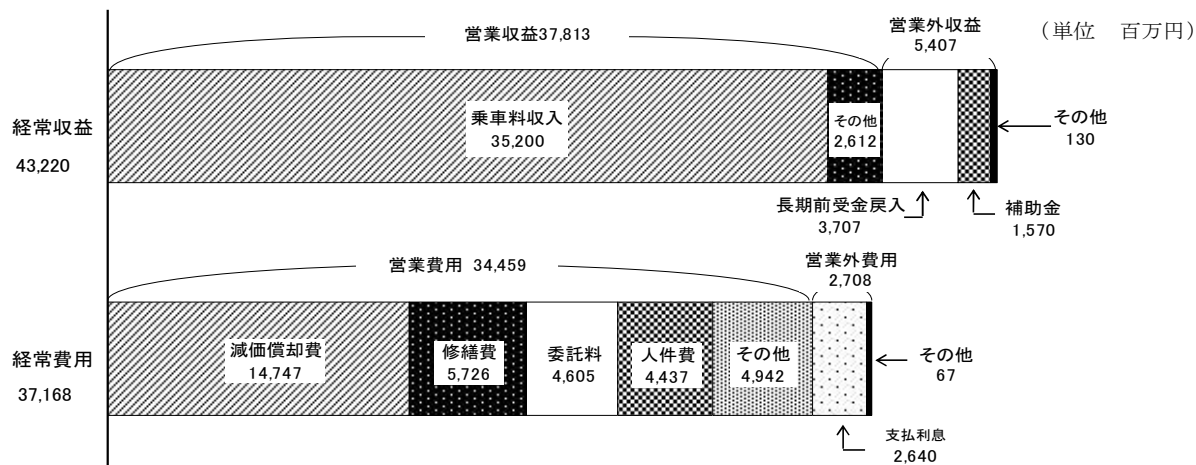 （単位　百万円）
営業収益37,813
営業外収益
5,407
経常収益
43,220
乗車料収入
35,200
その他
2,612
その他
130
長期前受金戻入
3,707
補助金
1,570
営業費用 34,459
営業外費用
2,708
経常費用
37,168
減価償却費
14,747
修繕費
5,726
委託料
4,605
人件費
4,437
その他
4,942
その他
67
支払利息
2,640